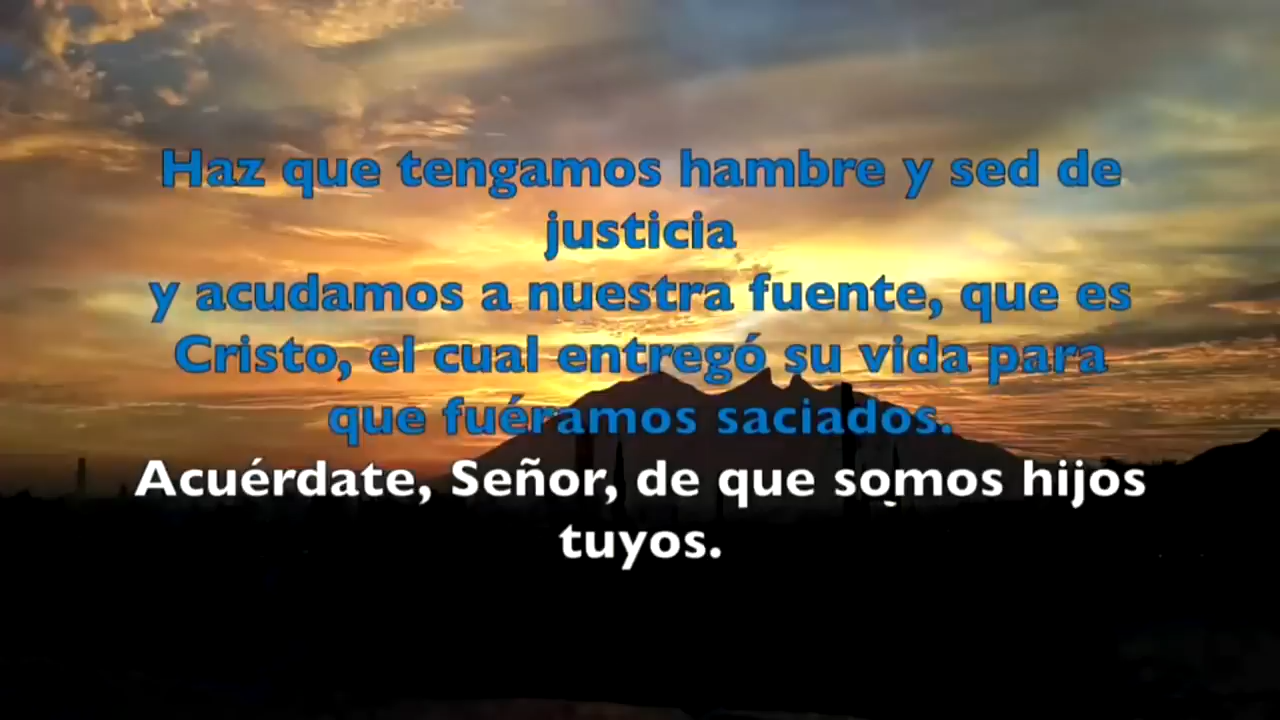 Haz que tengamos hambre y sed de
justicia
y acudamos a nuestra fuente, que es
Cristo, el cual entregó su vida para
que fuéramos saciados.
Acuérdate, Señor, de que somos hijos
tuyos.